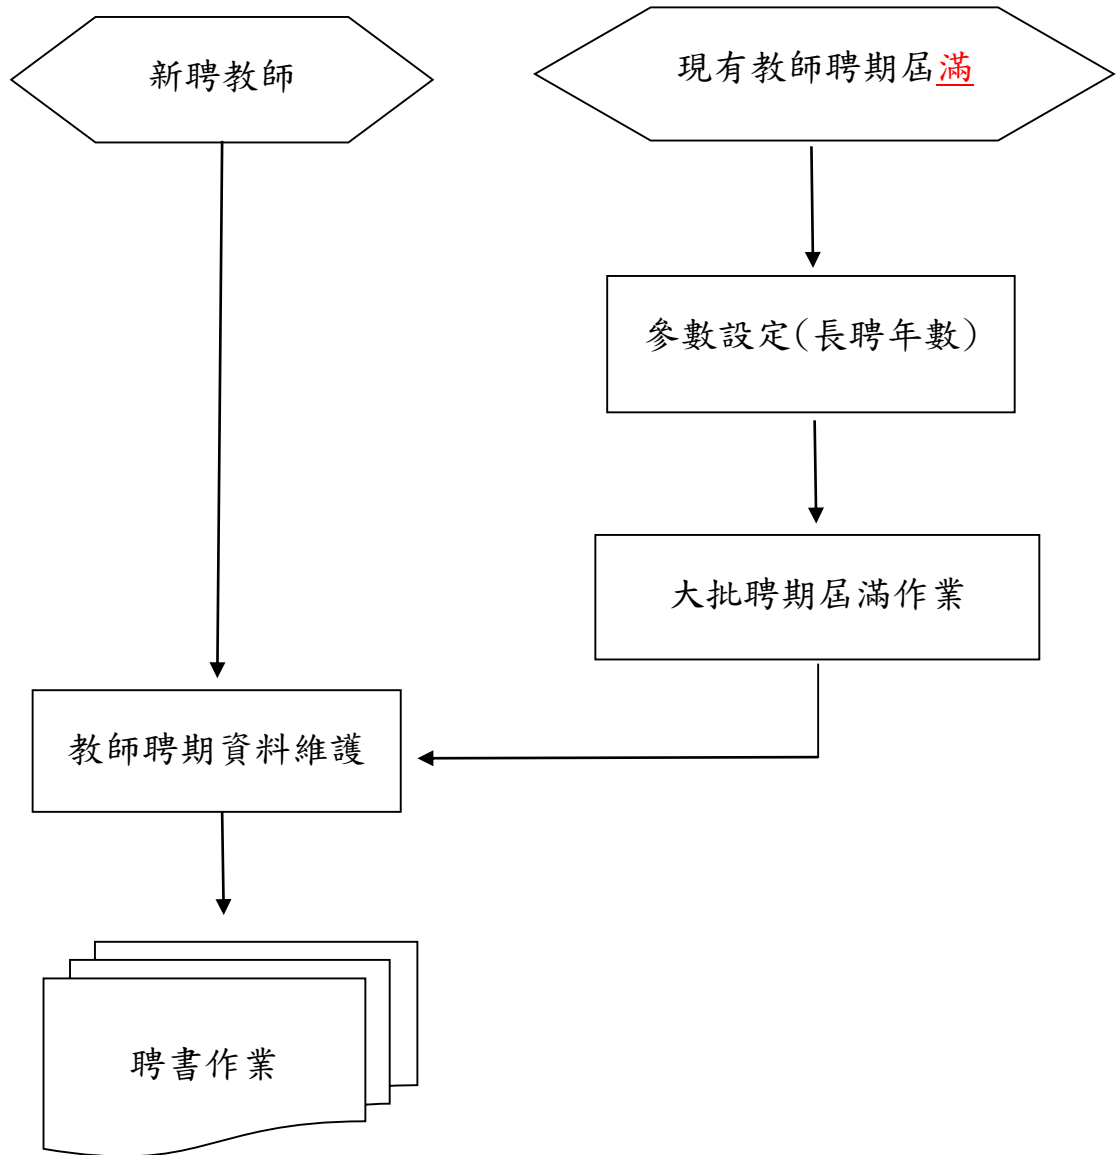 新聘教師
現有教師聘期屆滿
參數設定(長聘年數)
大批聘期屆滿作業
教師聘期資料維護
聘書作業